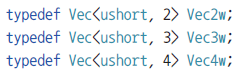 typedef Vec<ushort, 2> Vec2w;
typedef Vec<ushort, 3> Vec3w;
typedef Vec<ushort, 4> Vec4w;